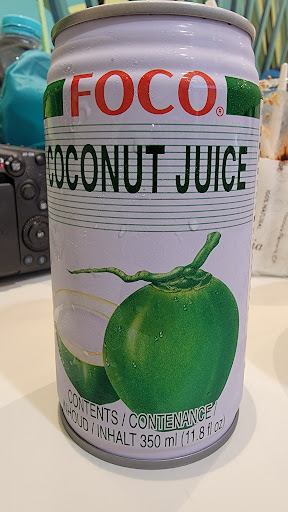 FOCO®
COCONUT JUICE
CONTENTS / CONTENANCE /
INHOUD / INHALT 350 ml (11.8 fl oz)